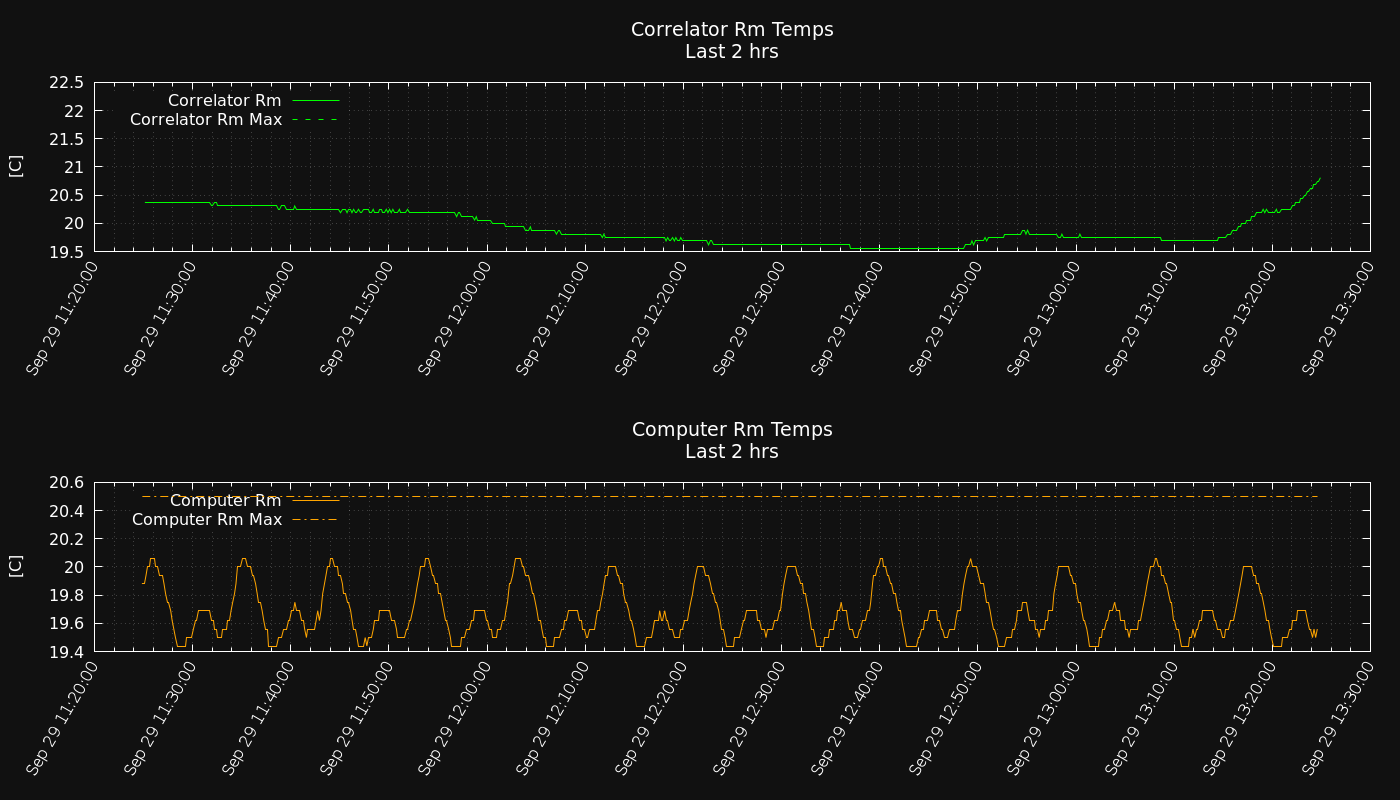 Correlator Rm Temps
Last 2 hrs
22.5
22
21.5
21
20.5
20
19.5
[C]
Correlator Rm
Correlator Rm Max
Sep 29 11:20:00
Sep 29 11:30:00
Sep 29 11:40:00
Sep 29 11:50:00
Sep 29 12:00:00
Sep 29 12:10:00
Sep 29 12:20:00
Sep 29 12:30:00
Sep 29 12:40:00
Sep 29 12:50:00
Sep 29 13:00:00
Sep 29 13:10:00
Sep 29 13:20:00
Sep 29 13:30:00
Computer Rm Temps
Last 2 hrs
20.6
20.4
20.2
20
19.8
19.6
19.4
[C]
Computer Rm
Computer Rm Max
Sep 29 11:20:00
Sep 29 11:30:00
Sep 29 11:40:00
Sep 29 11:50:00
Sep 29 12:00:00
Sep 29 12:10:00
Sep 29 12:20:00
Sep 29 12:30:00
Sep 29 12:40:00
Sep 29 12:50:00
Sep 29 13:00:00
Sep 29 13:10:00
Sep 29 13:20:00
Sep 29 13:30:00